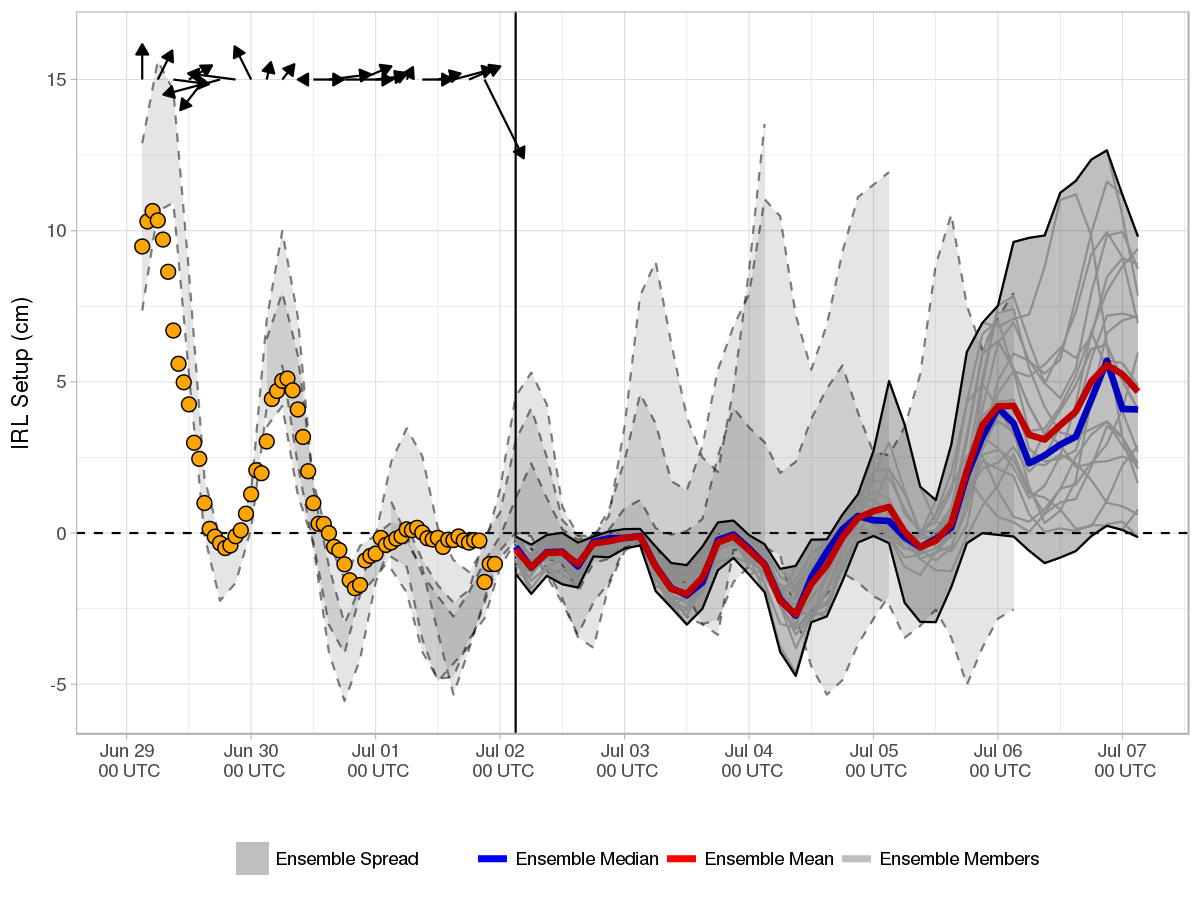 IRL Setup (cm)
15
10
5
0
-5
Jun 29 Jun 30 Jul 01 Jul 02 Jul 03 Jul 04 Jul 05 Jul 06 Jul 07
00 UTC 00 UTC 00 UTC 00 UTC 00 UTC 00 UTC 00 UTC 00 UTC 00 UTC
Ensemble Spread Ensemble Median Ensemble Mean Ensemble Members